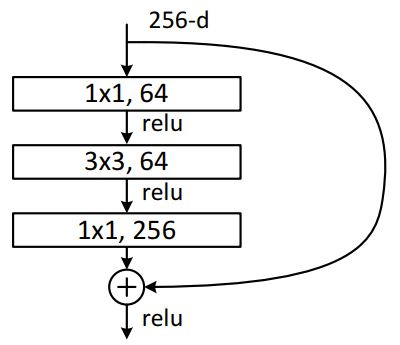 256-d
1x1, 64
relu
3x3, 64
relu
1x1, 256
+
relu